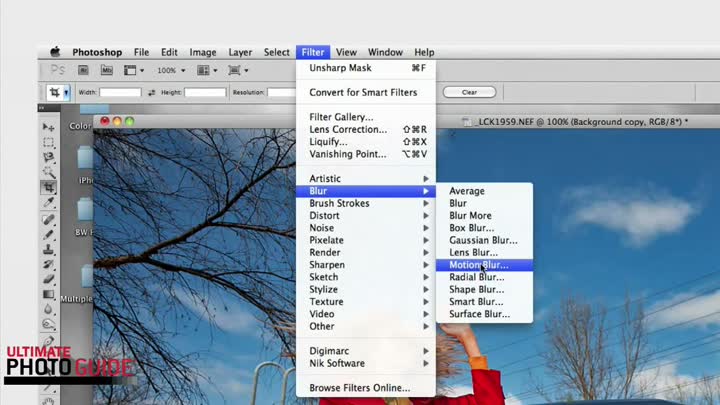 Photoshop File Edit Image Layer Select Filter View Window Help
Ps Br Mb 100%
Width: Height: Resolution: Clear
_LCK1959.NEF @ 100% (Background copy, RGB/8*) *
Unsharp Mask ⌘F
Convert for Smart Filters
Filter Gallery...
Lens Correction... ⇧⌘R
Liquify... ⇧⌘X
Vanishing Point... ⌥⌘V
Artistic
Blur
Brush Strokes
Distort
Noise
Pixelate
Render
Sharpen
Sketch
Stylize
Texture
Video
Other
Digimarc
Nik Software
Browse Filters Online...
Average
Blur
Blur More
Box Blur...
Gaussian Blur...
Lens Blur...
Motion Blur...
Radial Blur...
Shape Blur...
Smart Blur...
Surface Blur...
Color
iPh
BW F
Multiple
ULTIMATE
PHOTO GUIDE